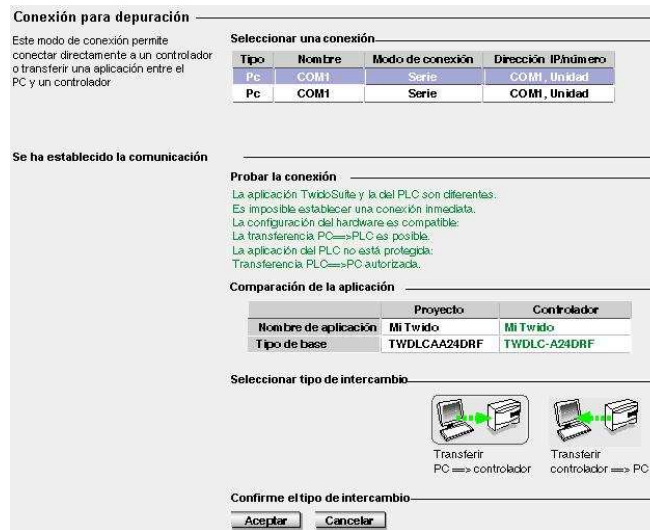 Conexión para depuración
Este modo de conexión permite
conectar directamente a un controlador
o transferir una aplicación entre el
PC y un controlador
Seleccionar una conexión
Tipo Nombre Modo de conexión Dirección IP/número
Pc COM1 Serie COM1, Unidad
Pc COM1 Serie COM1, Unidad
Se ha establecido la comunicación
Probar la conexión
La aplicación TwidoSuite y la del PLC son diferentes.
Es imposible establecer una conexión inmediata.
La configuración del hardware es compatible:
La transferencia PC==>PLC es posible.
La aplicación del PLC no está protegida:
Transferencia PLC==>PC autorizada.
Comparación de la aplicación
Proyecto Controlador
Nombre de aplicación Mi Twido Mi Twido
Tipo de base TWDLCAA24DRF TWDLC-A24DRF
Seleccionar tipo de intercambio
Transferir
PC ==> controlador
Transferir
controlador ==> PC
Confirme el tipo de intercambio
Aceptar Cancelar